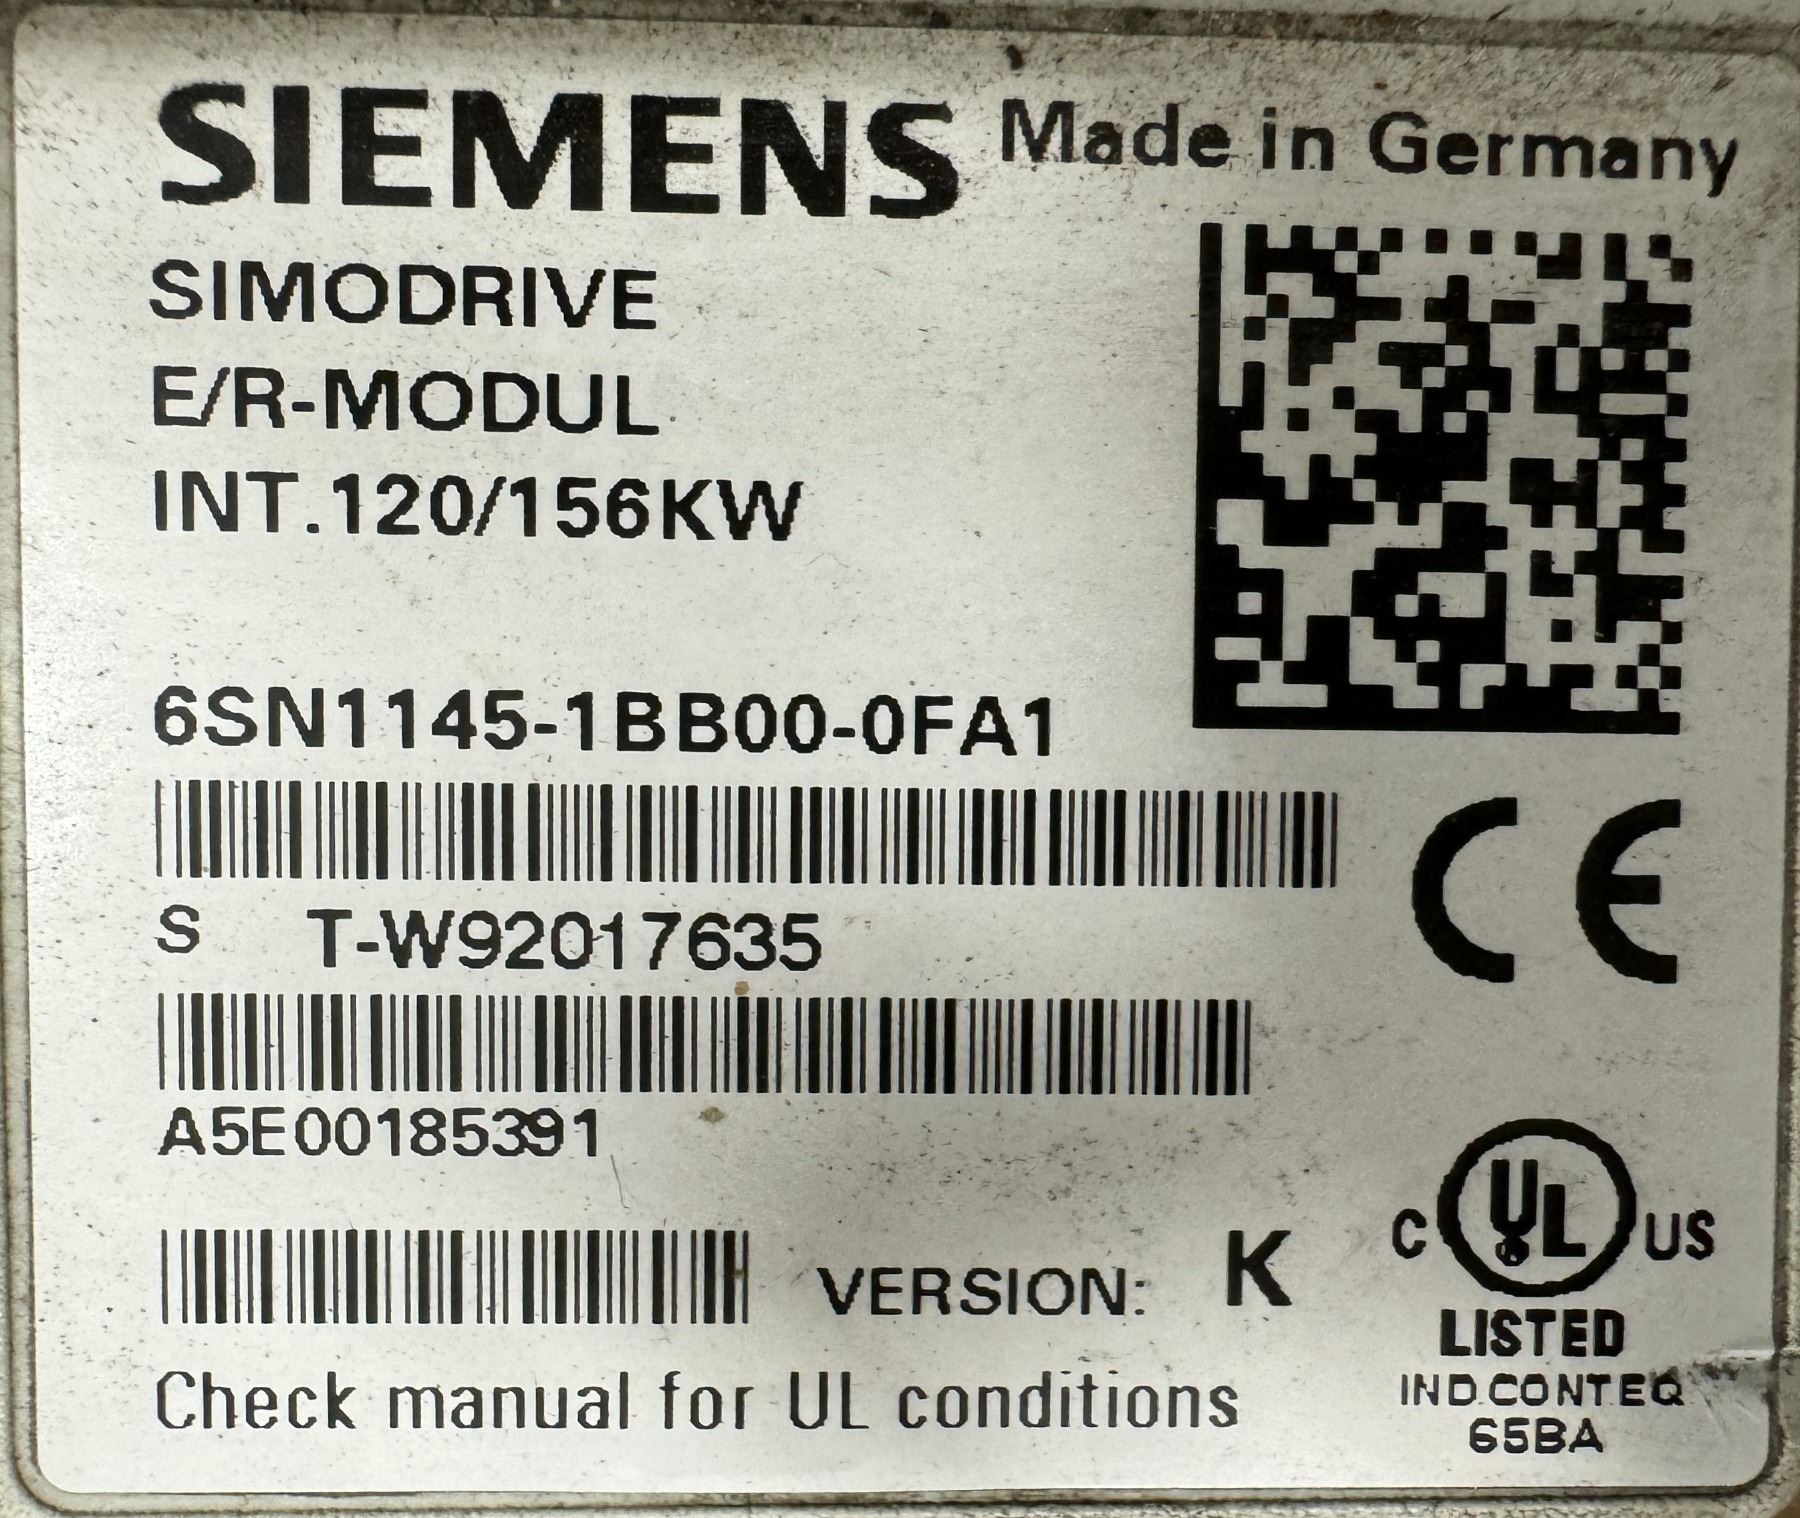 SIEMENS Made in Germany
SIMODRIVE
E/R-MODUL
INT.120/156KW
6SN1145-1BB00-0FA1
S T-W92017635
A5E00185391
VERSION: K
C UL US
LISTED
IND.CONT.EQ
65BA
Check manual for UL conditions
CE